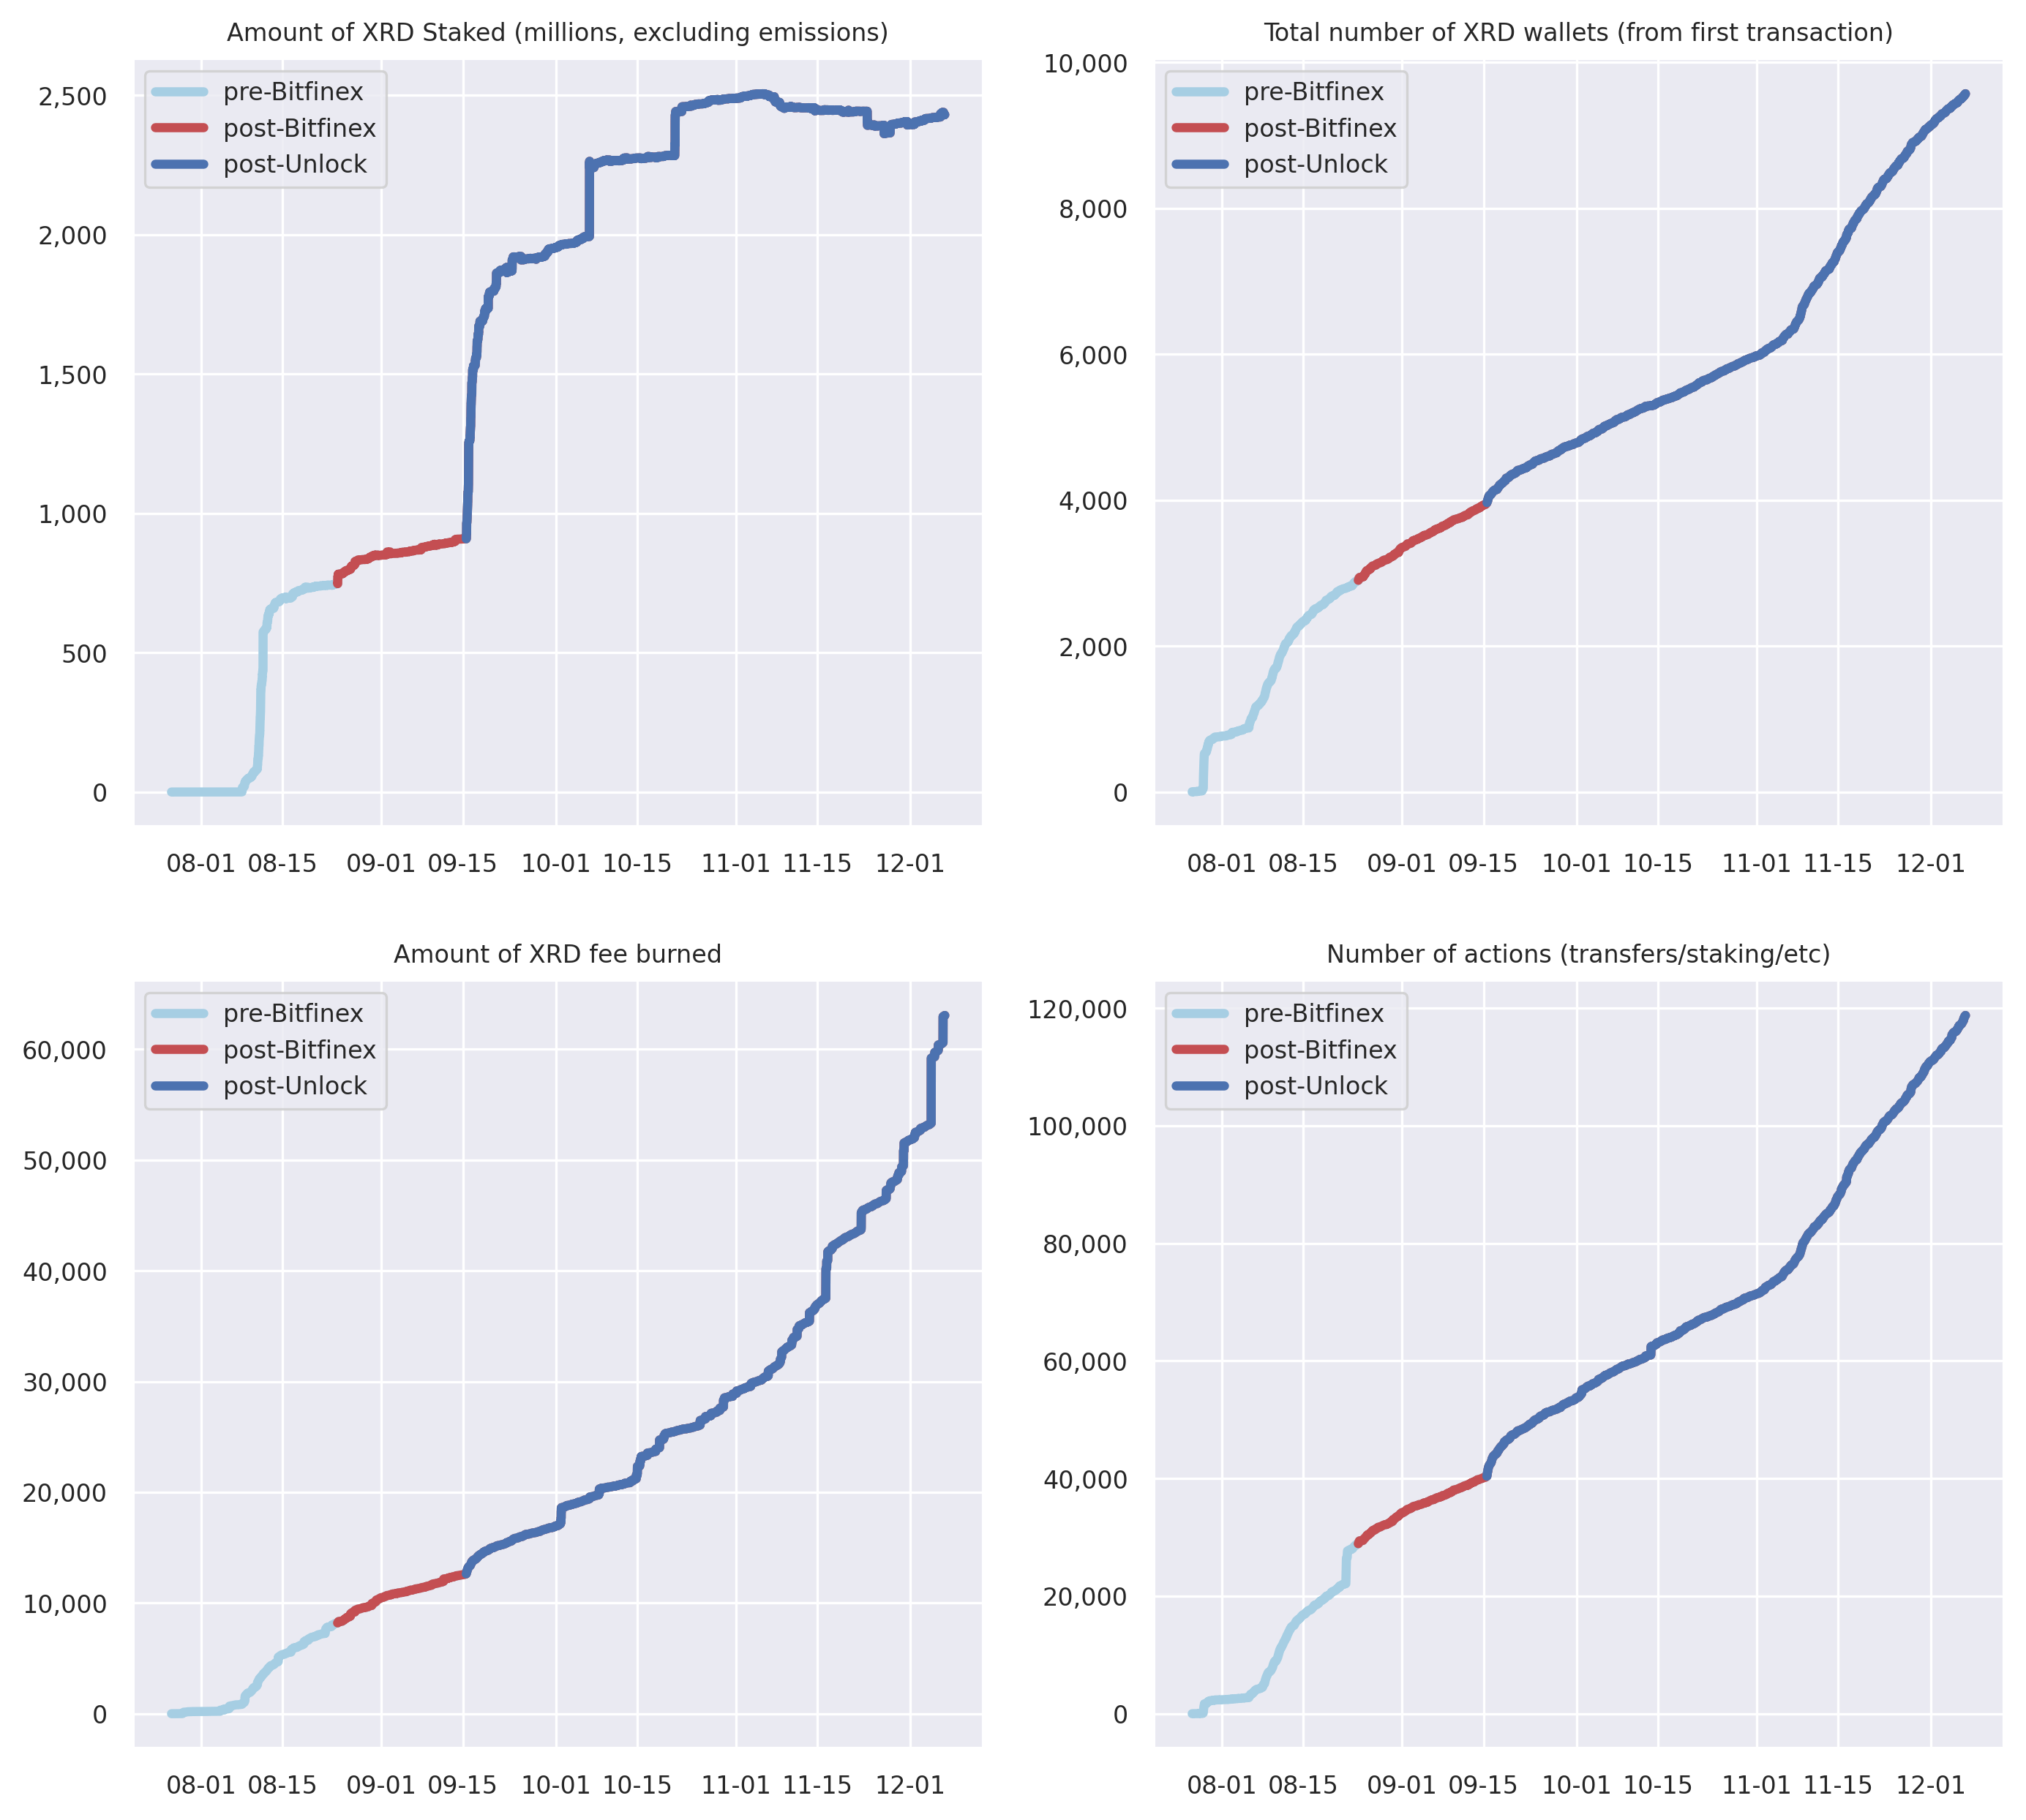 Amount of XRD Staked (millions, excluding emissions)
pre-Bitfinex
post-Bitfinex
post-Unlock
2,500
2,000
1,500
1,000
500
0
08-01 08-15 09-01 09-15 10-01 10-15 11-01 11-15 12-01
Total number of XRD wallets (from first transaction)
pre-Bitfinex
post-Bitfinex
post-Unlock
10,000
8,000
6,000
4,000
2,000
0
08-01 08-15 09-01 09-15 10-01 10-15 11-01 11-15 12-01
Amount of XRD fee burned
pre-Bitfinex
post-Bitfinex
post-Unlock
60,000
50,000
40,000
30,000
20,000
10,000
0
08-01 08-15 09-01 09-15 10-01 10-15 11-01 11-15 12-01
Number of actions (transfers/staking/etc)
pre-Bitfinex
post-Bitfinex
post-Unlock
120,000
100,000
80,000
60,000
40,000
20,000
0
08-01 08-15 09-01 09-15 10-01 10-15 11-01 11-15 12-01